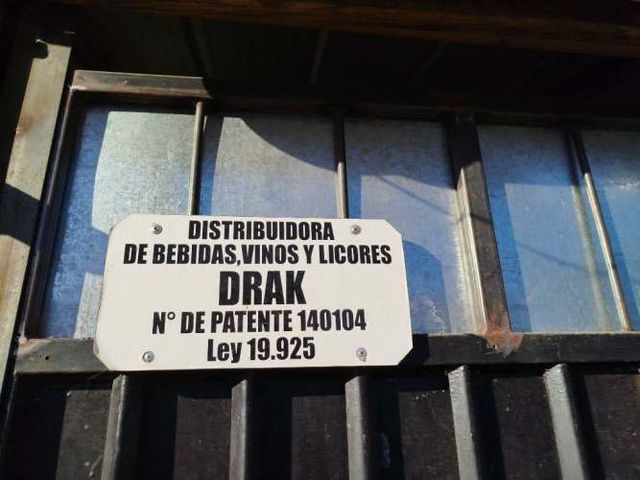 DISTRIBUIDORA
DE BEBIDAS,VINOS Y LICORES
DRAK
N° DE PATENTE 140104
Ley 19.925